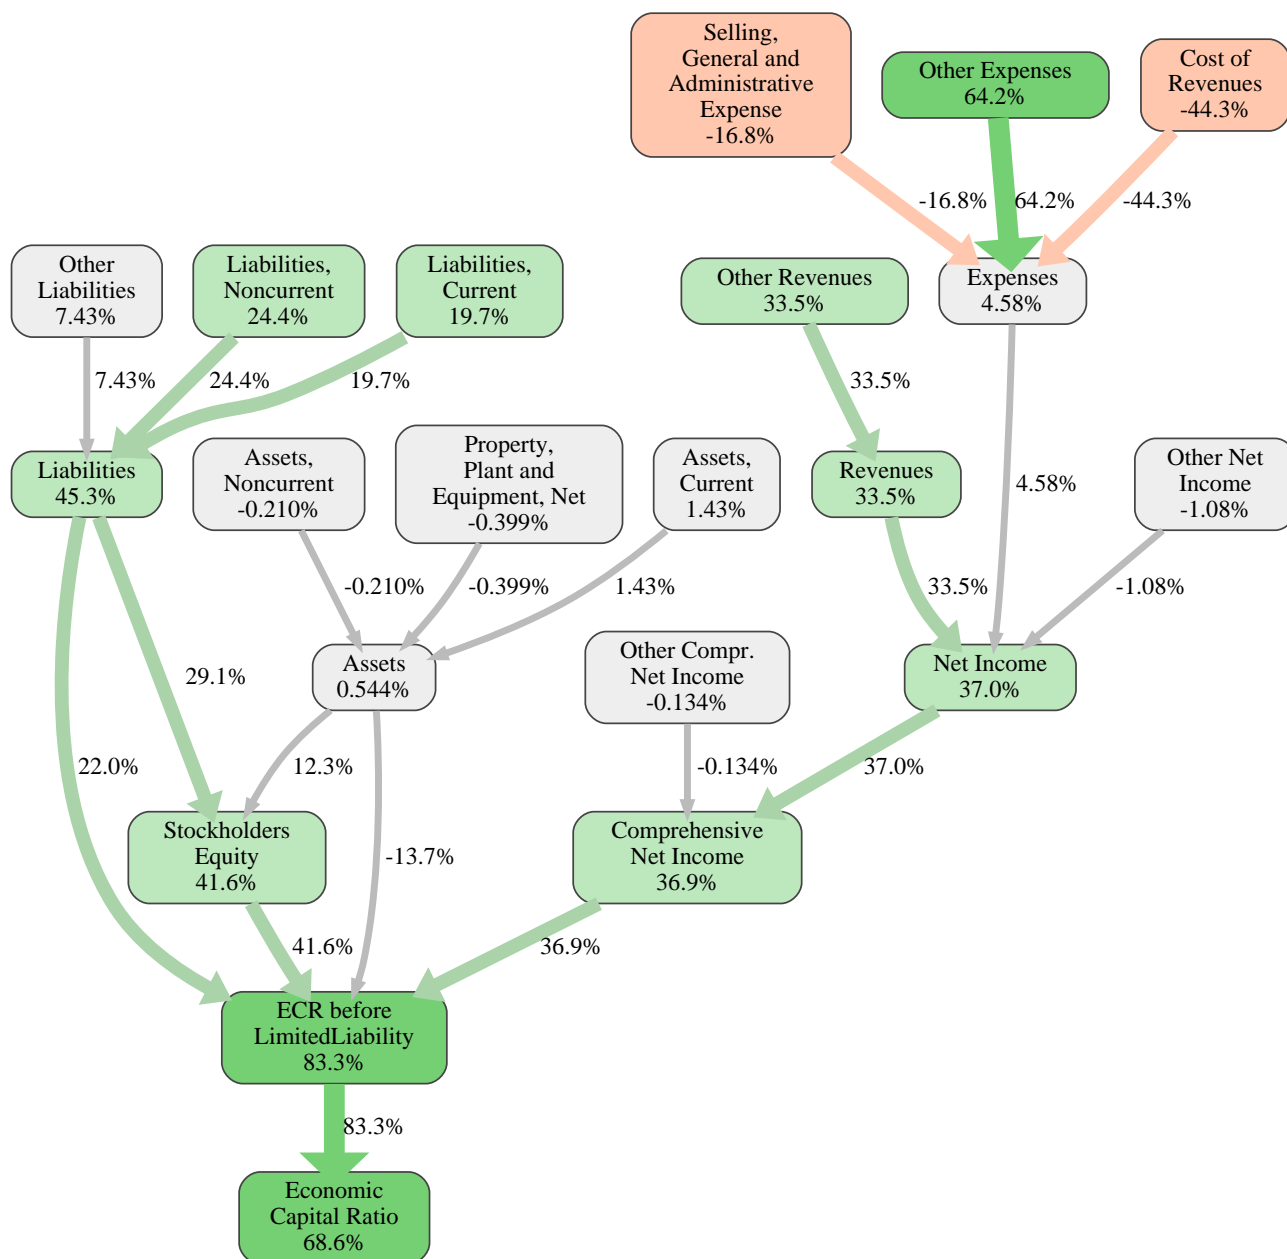 Selling,
General and
Administrative
Expense
-16.8%
Other Expenses
64.2%
Cost of
Revenues
-44.3%
-16.8%
64.2%
-44.3%
Other
Liabilities
7.43%
Liabilities,
Noncurrent
24.4%
Liabilities,
Current
19.7%
Other Revenues
33.5%
Expenses
4.58%
7.43%
24.4%
19.7%
33.5%
Liabilities
45.3%
Assets,
Noncurrent
-0.210%
Property,
Plant and
Equipment, Net
-0.399%
Assets,
Current
1.43%
Revenues
33.5%
4.58%
Other Net
Income
-1.08%
-0.210%
-0.399%
1.43%
33.5%
-1.08%
29.1%
Assets
0.544%
Other Compr.
Net Income
-0.134%
Net Income
37.0%
22.0%
12.3%
-0.134%
37.0%
Stockholders
Equity
41.6%
-13.7%
Comprehensive
Net Income
36.9%
41.6%
36.9%
ECR before
LimitedLiability
83.3%
83.3%
Economic
Capital Ratio
68.6%